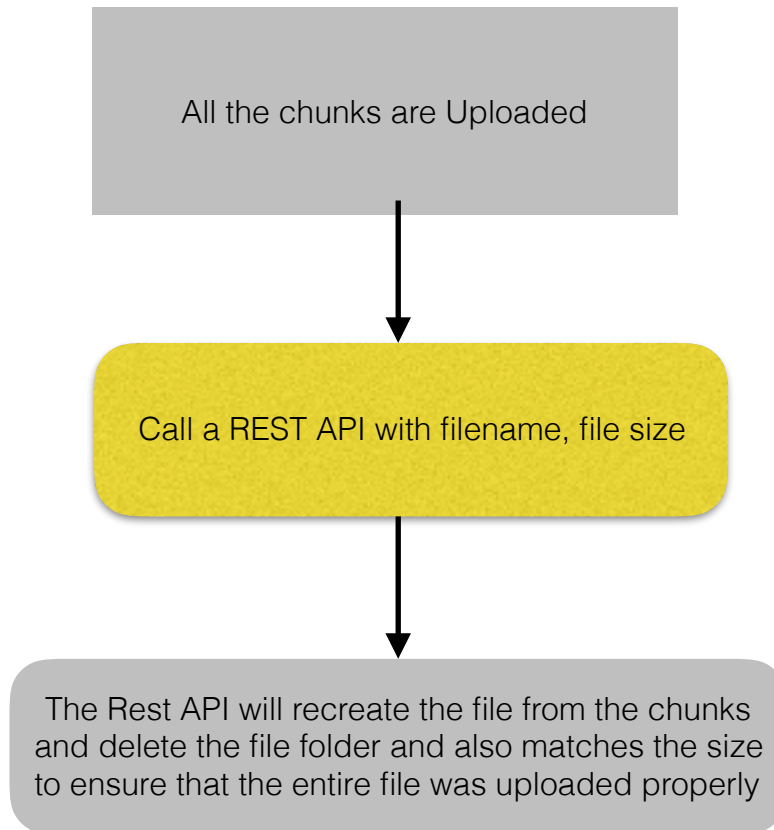 All the chunks are Uploaded
Call a REST API with filename, file size
The Rest API will recreate the file from the chunks
and delete the file folder and also matches the size
to ensure that the entire file was uploaded properly